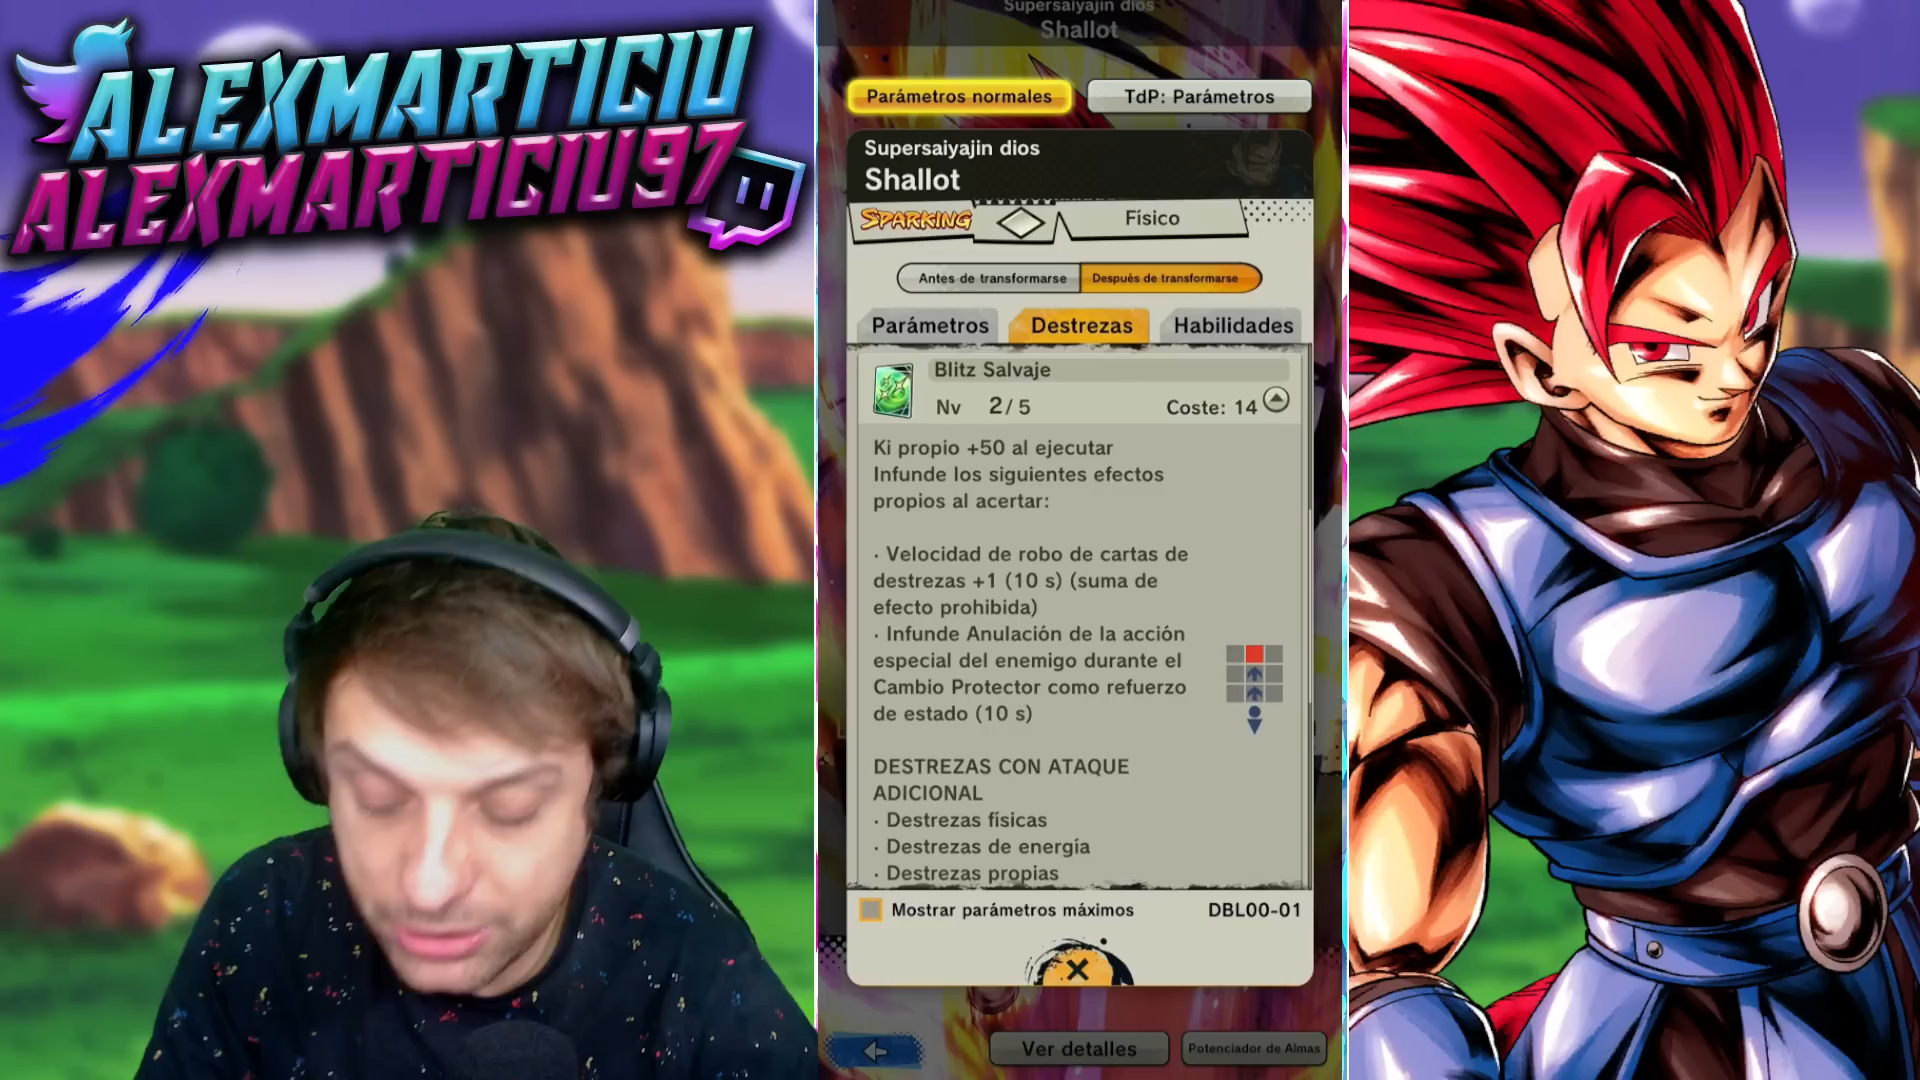 ALEXMARTICIU
ALEXMARTICIU97
Supersaiyajin dios
Shallot
Parámetros normales
TdP: Parámetros
Supersaiyajin dios
Shallot
SPARKING
Físico
Antes de transformarse
Después de transformarse
Parámetros
Destrezas
Habilidades
Blitz Salvaje
Nv 2/5
Coste: 14
Ki propio +50 al ejecutar
Infunde los siguientes efectos
propios al acertar:
· Velocidad de robo de cartas de
destrezas +1 (10 s) (suma de
efecto prohibida)
· Infunde Anulación de la acción
especial del enemigo durante el
Cambio Protector como refuerzo
de estado (10 s)
DESTREZAS CON ATAQUE
ADICIONAL
· Destrezas físicas
· Destrezas de energía
· Destrezas propias
Mostrar parámetros máximos
DBL00-01
Ver detalles
Potenciador de Almas